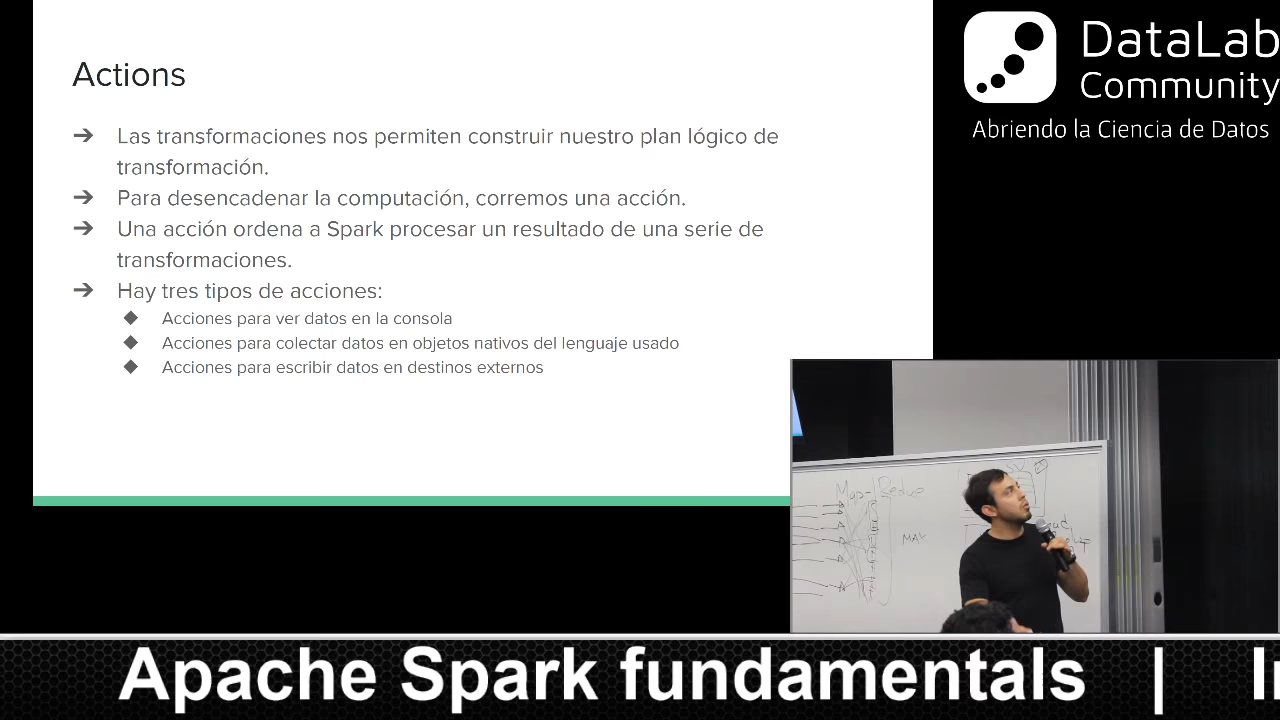 Actions
➔ Las transformaciones nos permiten construir nuestro plan lógico de
transformación.
➔ Para desencadenar la computación, corremos una acción.
➔ Una acción ordena a Spark procesar un resultado de una serie de
transformaciones.
➔ Hay tres tipos de acciones:
◆ Acciones para ver datos en la consola
◆ Acciones para colectar datos en objetos nativos del lenguaje usado
◆ Acciones para escribir datos en destinos externos
DataLab
Community
Abriendo la Ciencia de Datos
Map-Reduce
Apache Spark fundamentals |